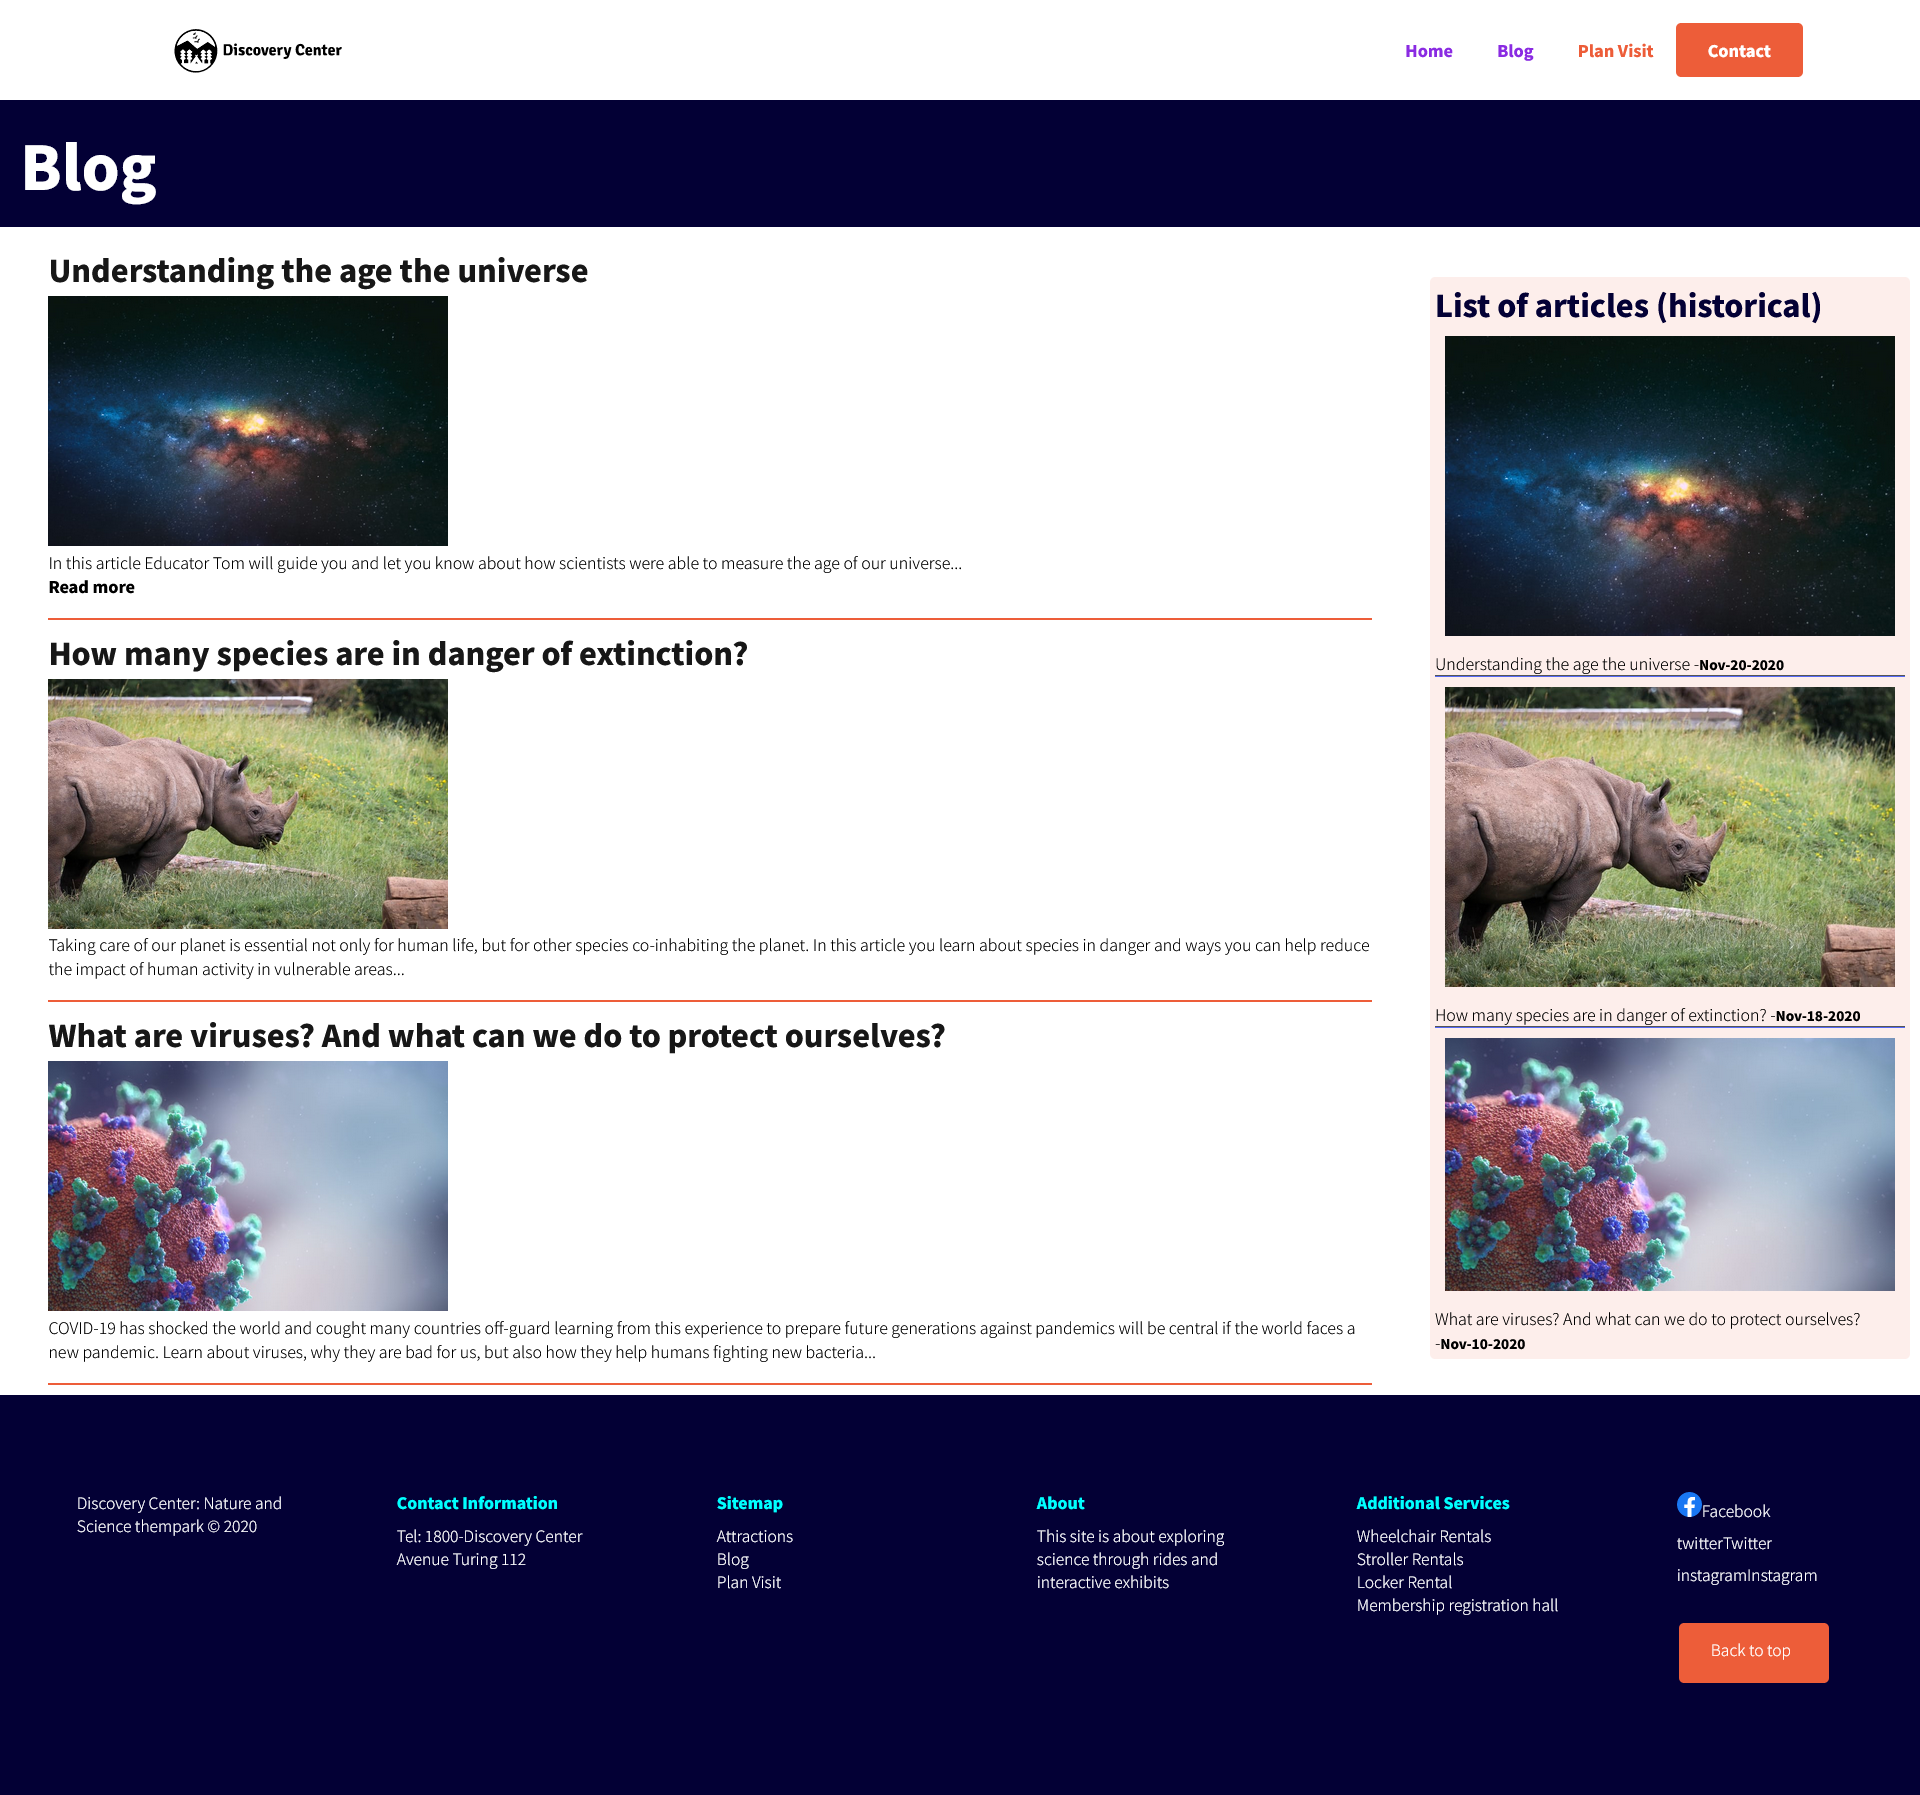 Discovery Center
Home Blog Plan Visit Contact
Blog
Understanding the age the universe
In this article Educator Tom will guide you and let you know about how scientists were able to measure the age of our universe...
Read more
How many species are in danger of extinction?
Taking care of our planet is essential not only for human life, but for other species co-inhabiting the planet. In this article you learn about species in danger and ways you can help reduce
the impact of human activity in vulnerable areas...
What are viruses? And what can we do to protect ourselves?
COVID-19 has shocked the world and cought many countries off-guard learning from this experience to prepare future generations against pandemics will be central if the world faces a
new pandemic. Learn about viruses, why they are bad for us, but also how they help humans fighting new bacteria...
List of articles (historical)
Understanding the age the universe -Nov-20-2020
How many species are in danger of extinction? -Nov-18-2020
What are viruses? And what can we do to protect ourselves?
-Nov-10-2020
Discovery Center: Nature and
Science thempark © 2020
Contact Information
Tel: 1800-Discovery Center
Avenue Turing 112
Sitemap
Attractions
Blog
Plan Visit
About
This site is about exploring
science through rides and
interactive exhibits
Additional Services
Wheelchair Rentals
Stroller Rentals
Locker Rental
Membership registration hall
Facebook
twitterTwitter
instagramInstagram
Back to top